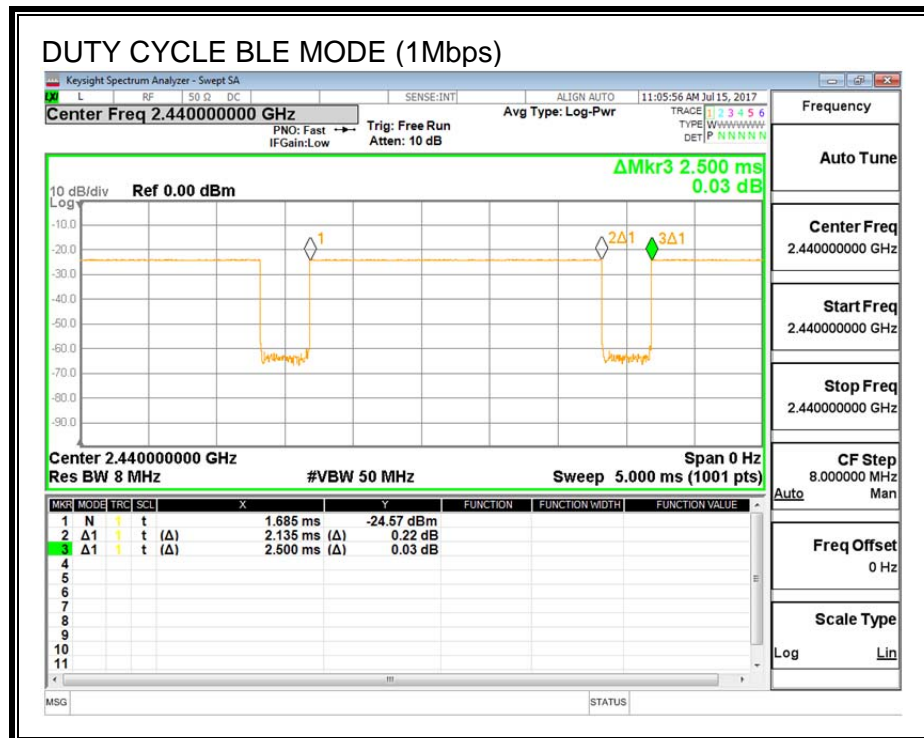 DUTY CYCLE BLE MODE (1Mbps)
Keysight Spectrum Analyzer - Swept SA
LXI L RF 50 Ω DC SENSE:INT ALIGN AUTO 11:05:56 AM Jul 15, 2017
Center Freq 2.440000000 GHz
PNO: Fast
IFGain:Low
Trig: Free Run
Atten: 10 dB
Avg Type: Log-Pwr
TRACE 1 2 3 4 5 6
TYPE WWWWWW
DET P N N N N N
ΔMkr3 2.500 ms
0.03 dB
10 dB/div Ref 0.00 dBm
Log
-10.0
-20.0
-30.0
-40.0
-50.0
-60.0
-70.0
-80.0
-90.0
1
2Δ1
3Δ1
Center 2.440000000 GHz Span 0 Hz
Res BW 8 MHz #VBW 50 MHz Sweep 5.000 ms (1001 pts)
MKR MODE TRC SCL X Y FUNCTION FUNCTION WIDTH FUNCTION VALUE
1 N 1 t 1.685 ms -24.57 dBm
2 Δ1 1 t (Δ) 2.135 ms (Δ) 0.22 dB
3 Δ1 1 t (Δ) 2.500 ms (Δ) 0.03 dB
4
5
6
7
8
9
10
11
MSG STATUS
Frequency
Auto Tune
Center Freq
2.440000000 GHz
Start Freq
2.440000000 GHz
Stop Freq
2.440000000 GHz
CF Step
8.000000 MHz
Auto Man
Freq Offset
0 Hz
Scale Type
Log Lin